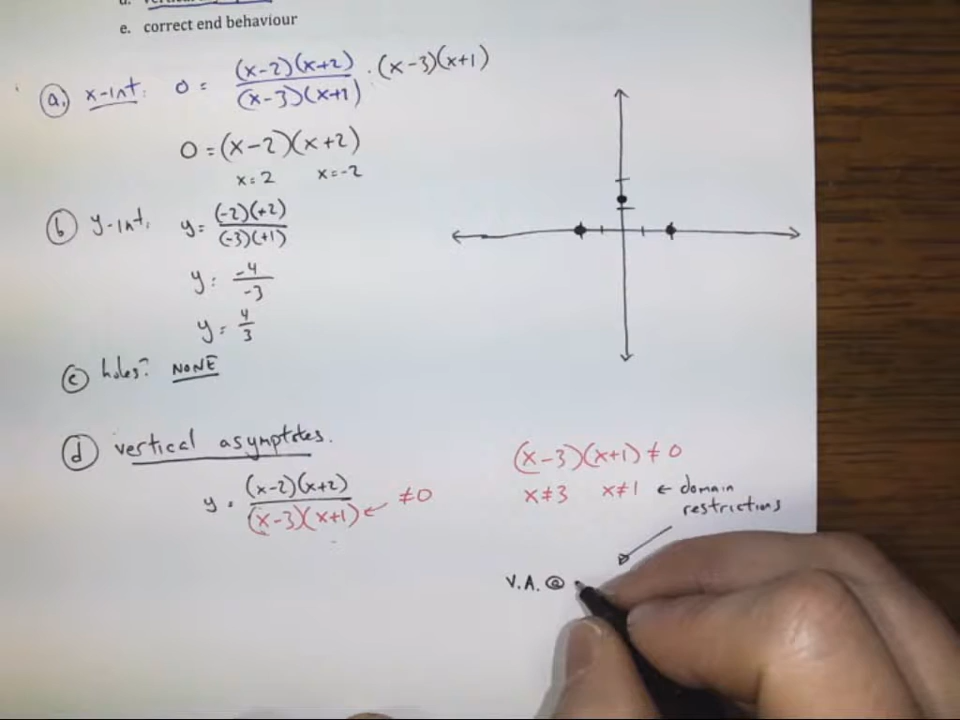 e. correct end behaviour
a. x-int: 0 = (x-2)(x+2) / (x-3)(x+1) · (x-3)(x+1)
0 = (x-2)(x+2)
x = 2 x = -2
b y-int: y = (-2)(+2) / (-3)(+1)
y = -4 / -3
y = 4 / 3
c holes? NONE
d vertical asymptotes.
y = (x-2)(x+2) / (x-3)(x+1) ← ≠0
(x-3)(x+1) ≠ 0
x≠3 x≠1 ← domain
restrictions
V.A. @